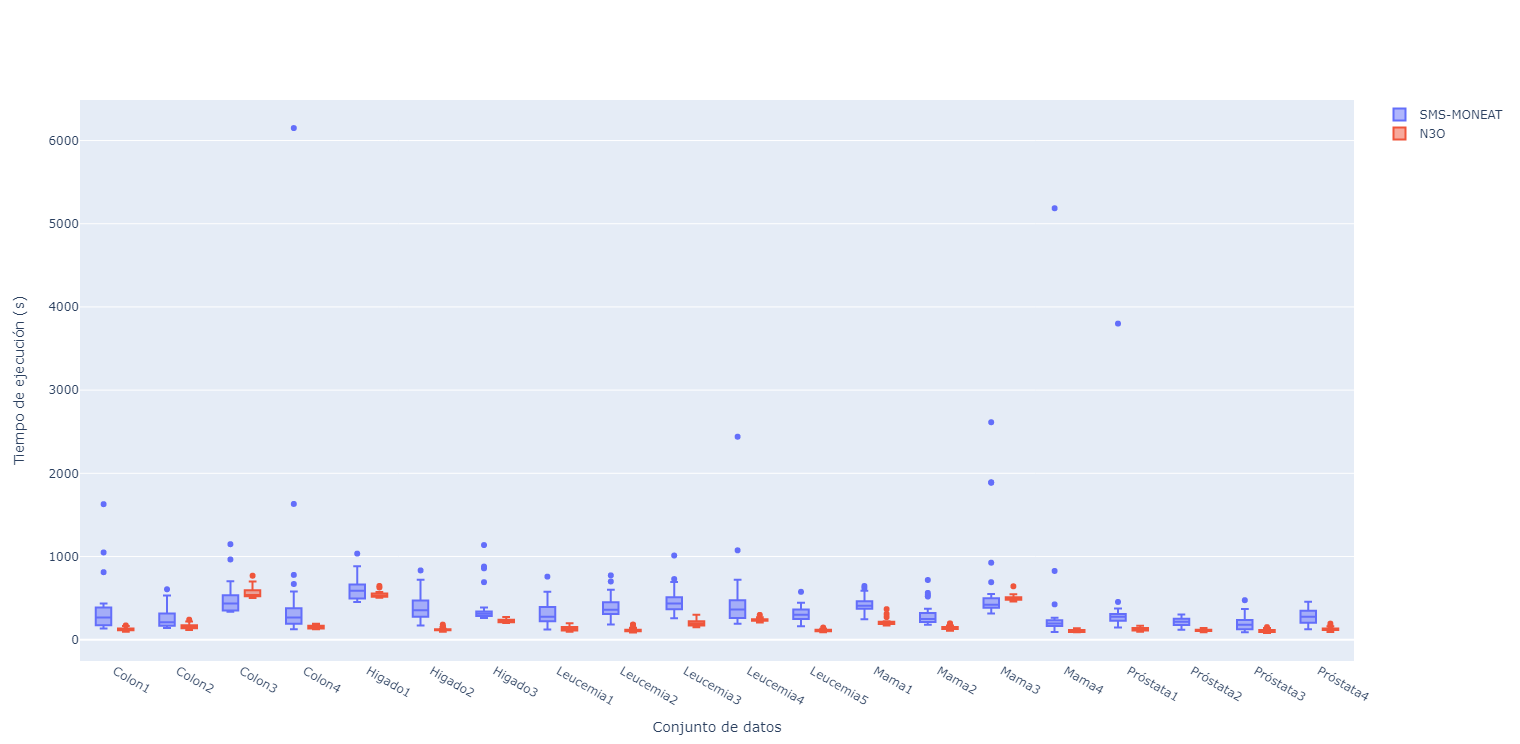 SMS-MONEAT
N3O
6000
5000
4000
3000
2000
1000
0
Tiempo de ejecución (s)
Colon1
Colon2
Colon3
Colon4
Higado1
Higado2
Higado3
Leucemia1
Leucemia2
Leucemia3
Leucemia4
Leucemia5
Mama1
Mama2
Mama3
Mama4
Próstata1
Próstata2
Próstata3
Próstata4
Conjunto de datos